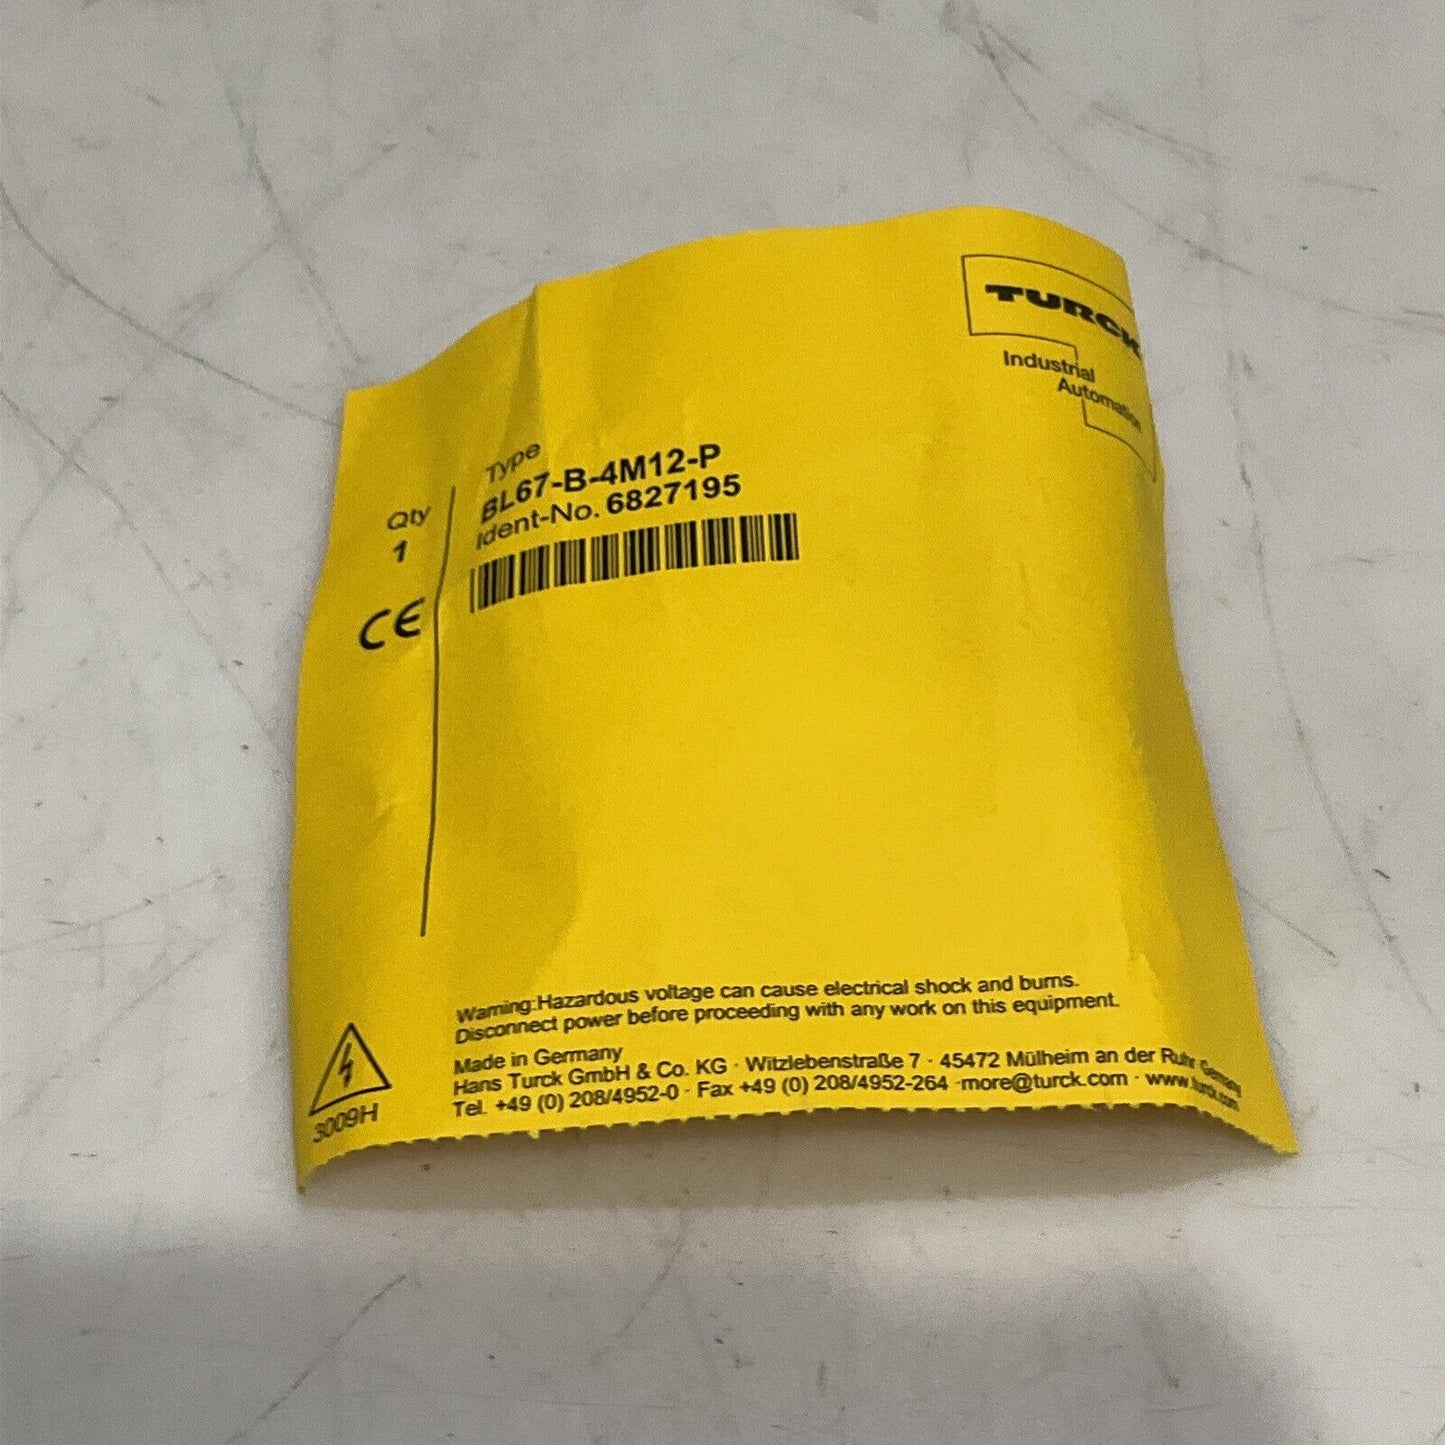 TURCK
Industrial
Automation
Type
BL67-B-4M12-P
Ident-No. 6827195
Qty
1
CE
Warning:Hazardous voltage can cause electrical shock and burns.
Disconnect power before proceeding with any work on this equipment.
Made in Germany
Hans Turck GmbH & Co. KG · Witzlebenstraße 7 · 45472 Mülheim an der Ruhr Germany
Tel. +49 (0) 208/4952-0 · Fax +49 (0) 208/4952-264 ·more@turck.com · www.turck.com
3009H